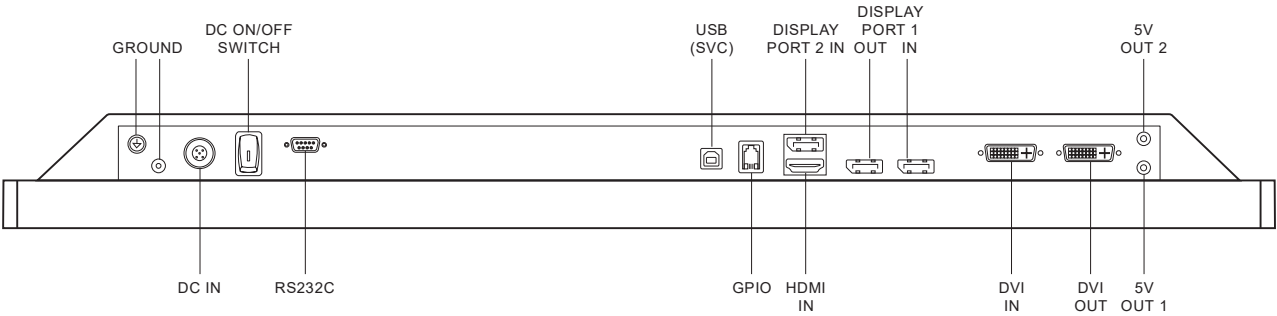 GROUND
DC ON/OFF
SWITCH
USB
(SVC)
DISPLAY
PORT 2 IN
DISPLAY
PORT 1
OUT IN
5V
OUT 2
DC IN
RS232C
GPIO
HDMI
IN
DVI
IN
DVI
OUT
5V
OUT 1